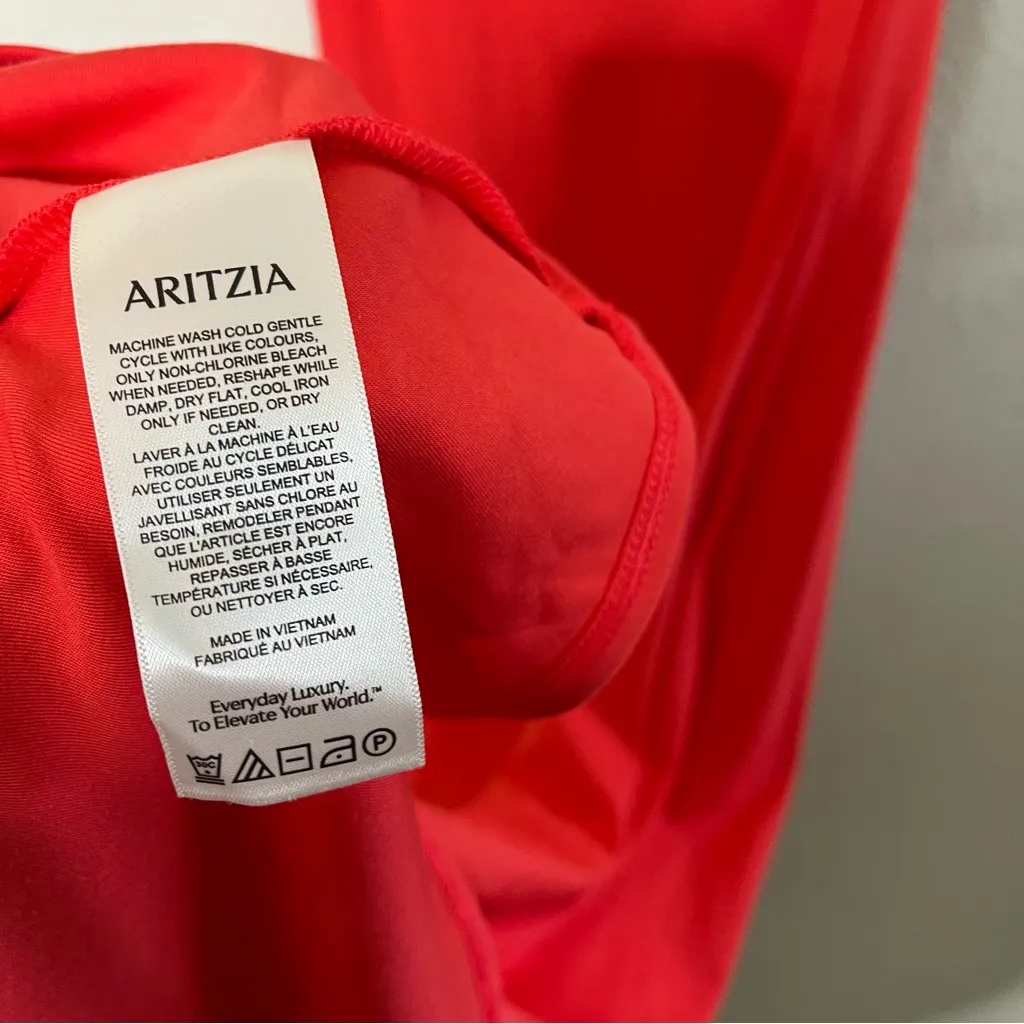 ARITZIA
MACHINE WASH COLD GENTLE
CYCLE WITH LIKE COLOURS,
ONLY NON-CHLORINE BLEACH
WHEN NEEDED, RESHAPE WHILE
DAMP, DRY FLAT, COOL IRON
ONLY IF NEEDED, OR DRY
CLEAN.
LAVER À LA MACHINE À L'EAU
FROIDE AU CYCLE DÉLICAT
AVEC COULEURS SEMBLABLES,
UTILISER SEULEMENT UN
JAVELLISANT SANS CHLORE AU
BESOIN, REMODELER PENDANT
QUE L'ARTICLE EST ENCORE
HUMIDE, SÉCHER À PLAT,
REPASSER À BASSE
TEMPÉRATURE SI NÉCESSAIRE,
OU NETTOYER À SEC.
MADE IN VIETNAM
FABRIQUÉ AU VIETNAM
Everyday Luxury.
To Elevate Your World.™
30C P